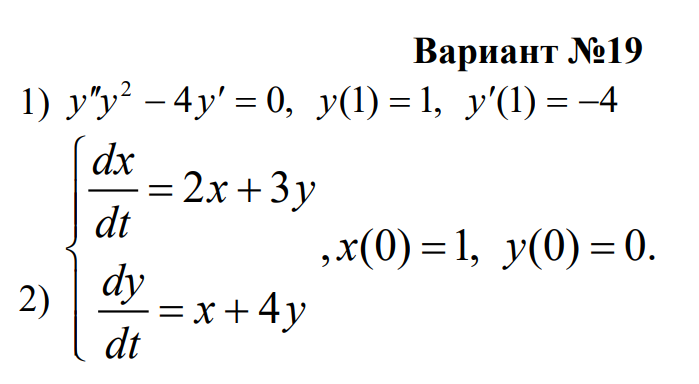 Вариант №19
1) y″y² − 4y′ = 0, y(1) = 1, y′(1) = −4
2) { dx/dt = 2x + 3y
dy/dt = x + 4y
, x(0) = 1, y(0) = 0.